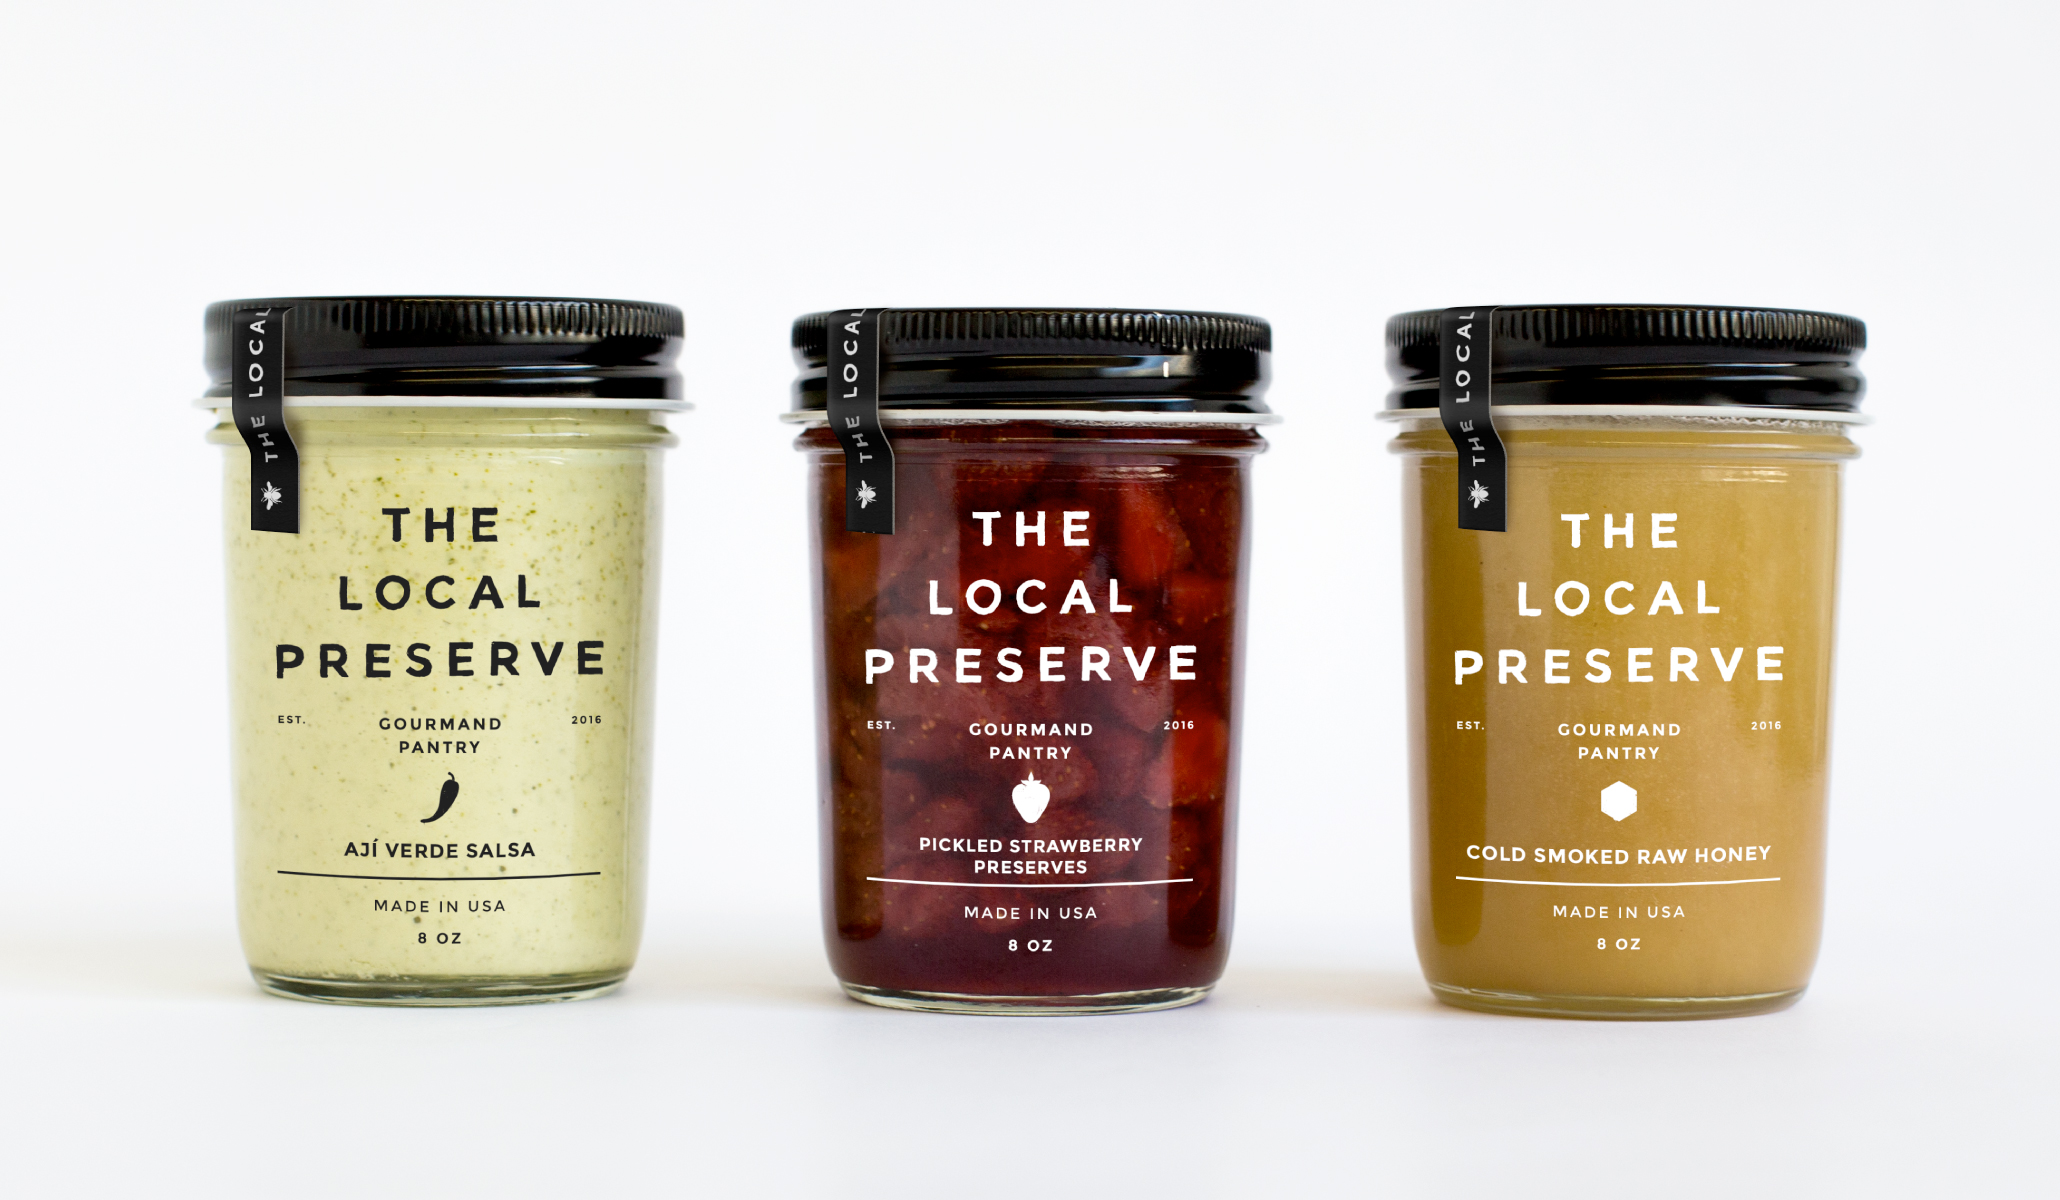 THE LOCAL
THE
LOCAL
PRESERVE
EST.
GOURMAND
2016
PANTRY
AJÍ VERDE SALSA
MADE IN USA
8 OZ
THE LOCAL
THE
LOCAL
PRESERVE
EST.
GOURMAND
2016
PANTRY
PICKLED STRAWBERRY
PRESERVES
MADE IN USA
8 OZ
THE LOCAL
THE
LOCAL
PRESERVE
EST.
GOURMAND
2016
PANTRY
COLD SMOKED RAW HONEY
MADE IN USA
8 OZ